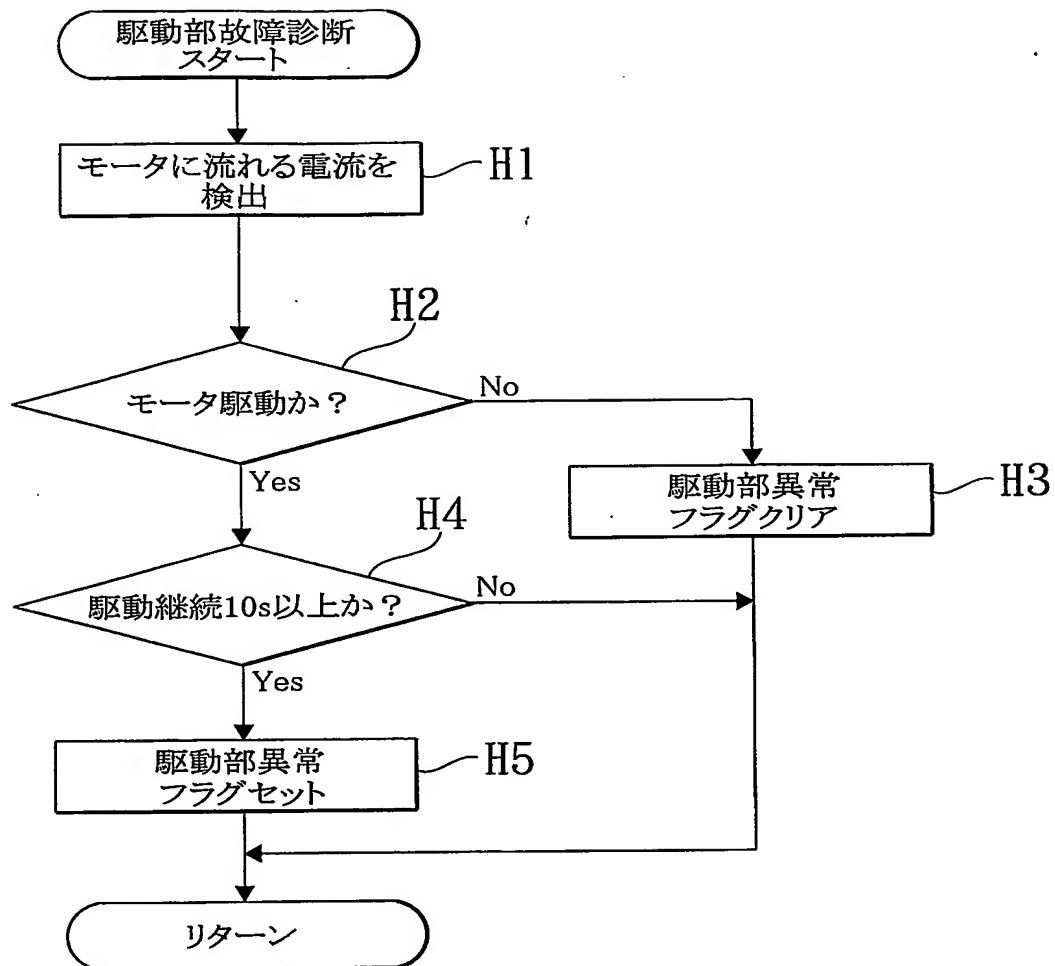 駆動部故障診断
スタート
モータに流れる電流を
検出
H1
H2
モータ駆動か？
No
Yes
駆動部異常
フラグクリア
H3
H4
駆動継続10s以上か？
No
Yes
駆動部異常
フラグセット
H5
リターン